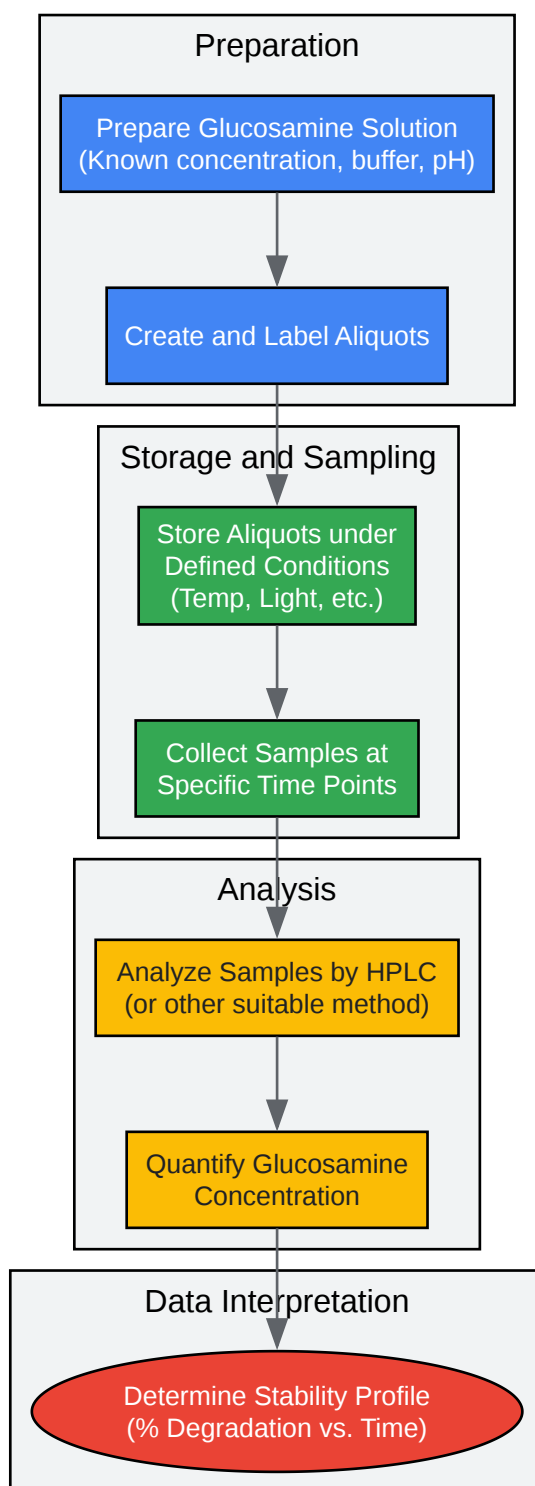 Preparation
Prepare Glucosamine Solution
(Known concentration, buffer, pH)
Create and Label Aliquots
Storage and Sampling
Store Aliquots under
Defined Conditions
(Temp, Light, etc.)
Collect Samples at
Specific Time Points
Analysis
Analyze Samples by HPLC
(or other suitable method)
Quantify Glucosamine
Concentration
Data Interpretation
Determine Stability Profile
(% Degradation vs. Time)